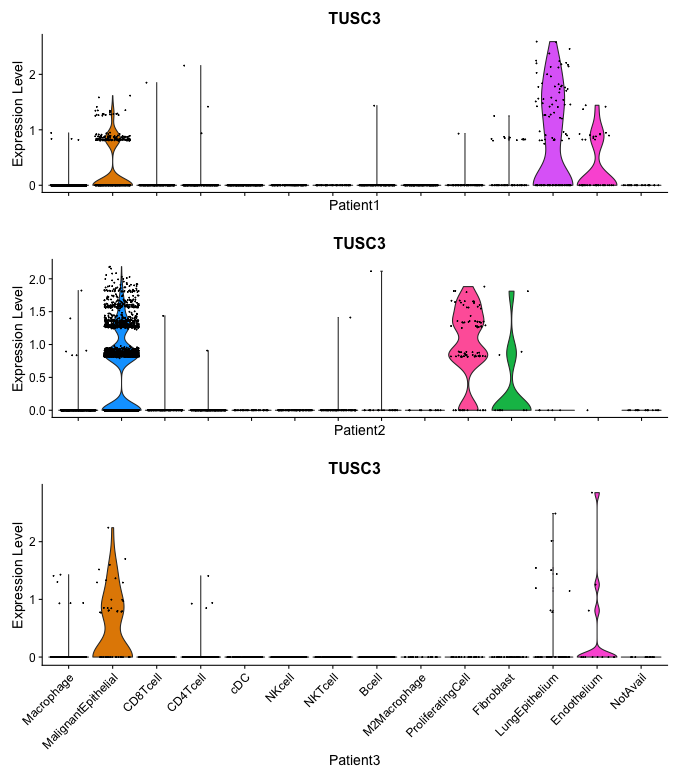 TUSC3
Expression Level
2
1
0
Patient1
TUSC3
Expression Level
2.0
1.5
1.0
0.5
0.0
Patient2
TUSC3
Expression Level
2
1
0
Macrophage
MalignantEpithelial
CD8Tcell
CD4Tcell
cDC
NKcell
NKTcell
Bcell
M2Macrophage
ProliferatingCell
Fibroblast
LungEpithelium
Endothelium
NotAvail
Patient3